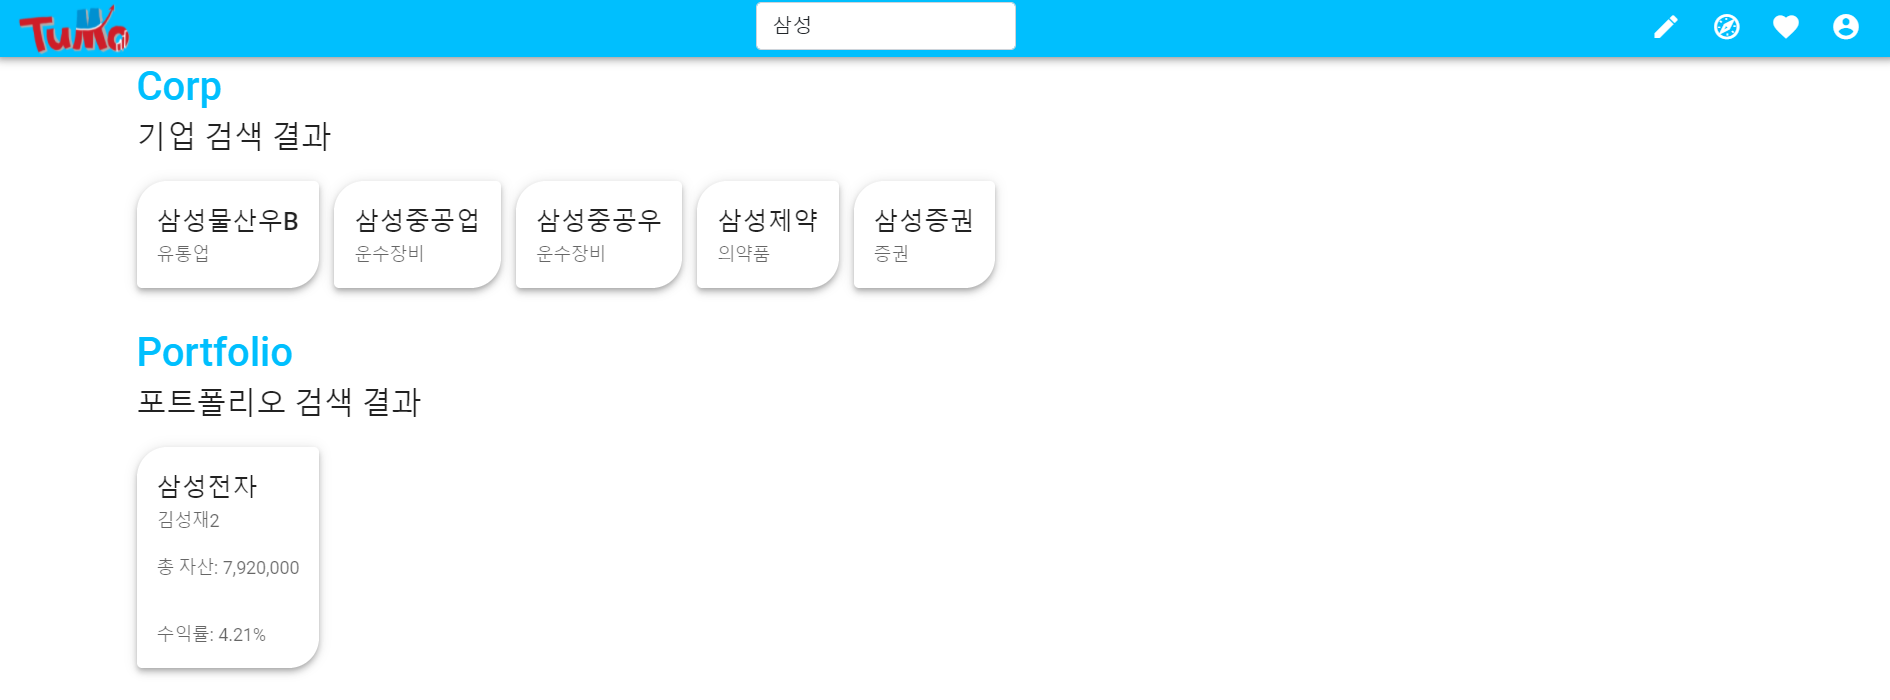 TuMo
삼성
Corp
기업 검색 결과
삼성물산우B
유통업
삼성중공업
운수장비
삼성중공우
운수장비
삼성제약
의약품
삼성증권
증권
Portfolio
포트폴리오 검색 결과
삼성전자
김성재2
총 자산: 7,920,000
수익률: 4.21%